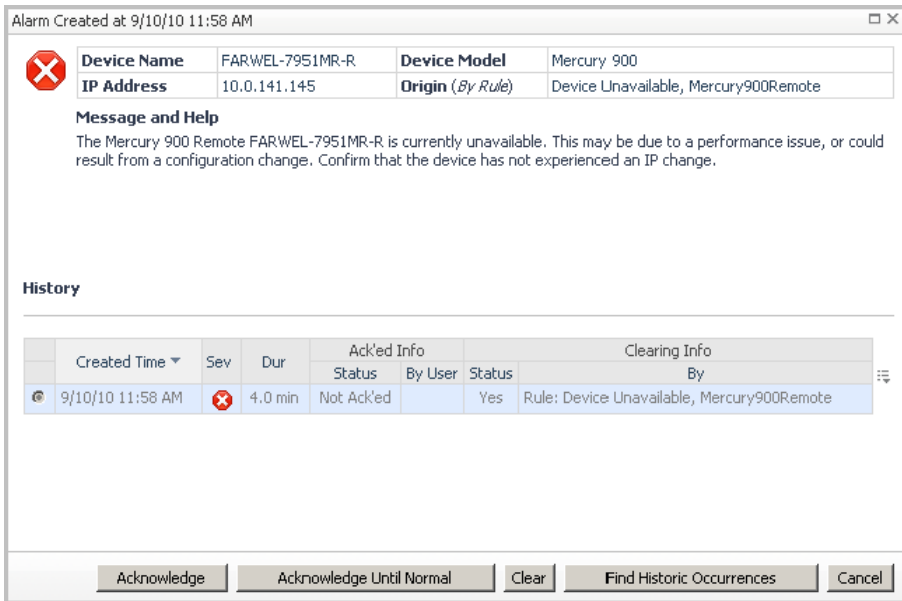 Alarm Created at 9/10/10 11:58 AM
Device Name FARWEL-7951MR-R Device Model Mercury 900
IP Address 10.0.141.145 Origin (By Rule) Device Unavailable, Mercury900Remote
Message and Help
The Mercury 900 Remote FARWEL-7951MR-R is currently unavailable. This may be due to a performance issue, or could
result from a configuration change. Confirm that the device has not experienced an IP change.
History
Created Time Sev Dur Ack'ed Info Clearing Info
Status By User Status By
9/10/10 11:58 AM 4.0 min Not Ack'ed Yes Rule: Device Unavailable, Mercury900Remote
Acknowledge Acknowledge Until Normal Clear Find Historic Occurrences Cancel